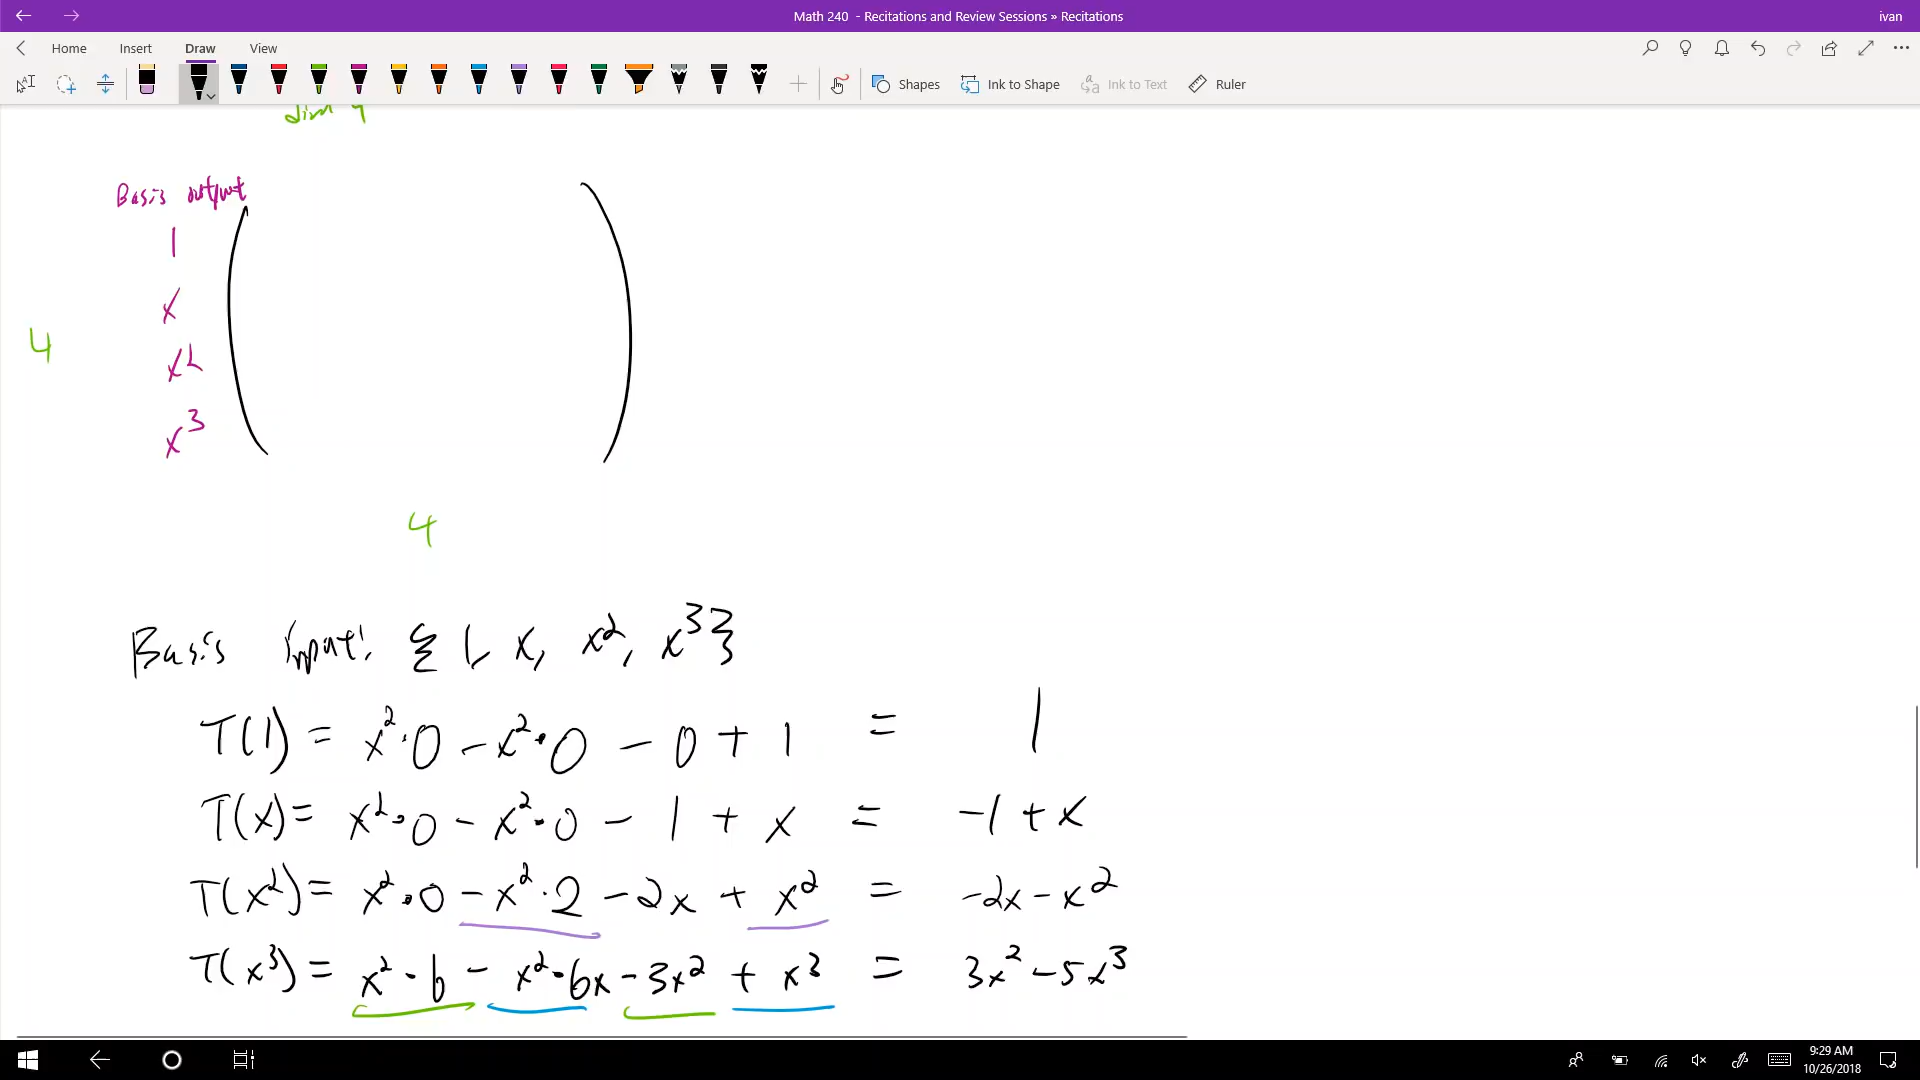 Math 240 - Recitations and Review Sessions » Recitations
ivan
Home Insert Draw View
Shapes Ink to Shape Ink to Text Ruler
dim 4
Basis output
1
x
4
x²
x³
4
Basis input: { 1, x, x², x³}
T(1) = x²·0 - x²·0 - 0 + 1 = 1
T(x) = x²·0 - x²·0 - 1 + x = -1 + x
T(x²) = x²·0 - x²·2 - 2x + x² = -2x - x²
T(x³) = x²·6 - x²·6x - 3x² + x³ = 3x² - 5x³
9:29 AM
10/26/2018